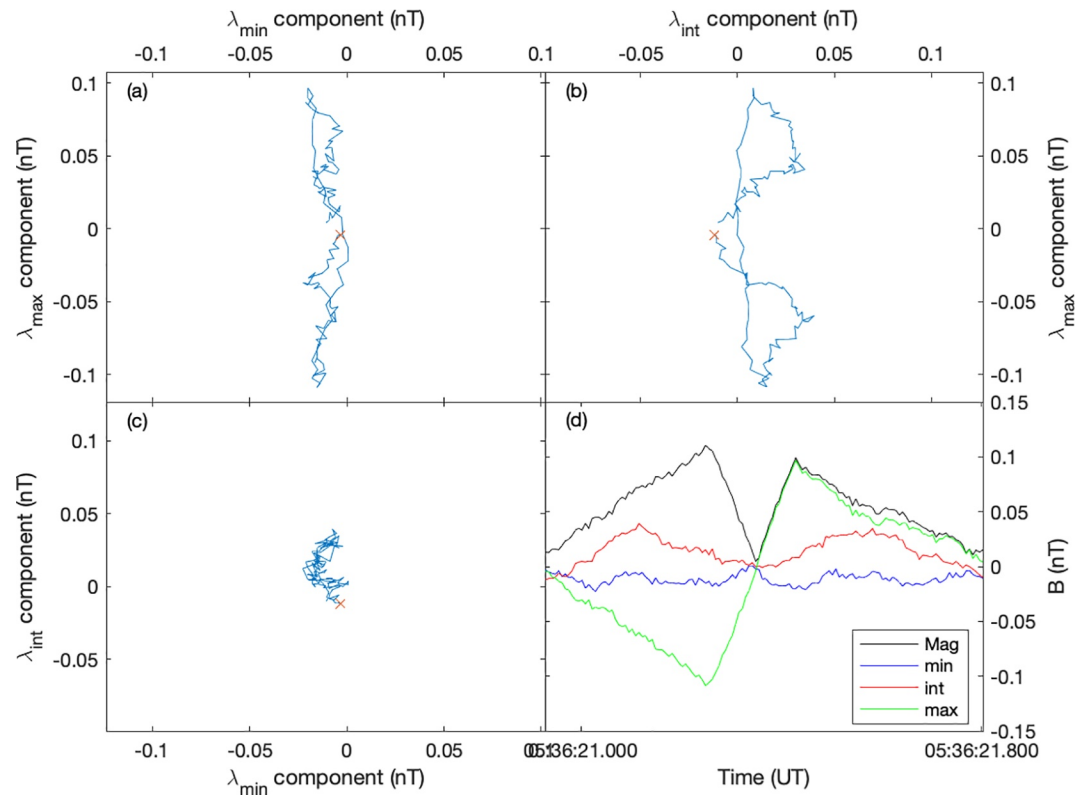 λmin component (nT)
λint component (nT)
-0.1 -0.05 0 0.05 0.1
-0.1 -0.05 0 0.05 0.1
(a)
λmax component (nT)
0.1
0.05
0
-0.05
-0.1
(b)
0.1
0.05
0
-0.05
-0.1
λmax component (nT)
(c)
λint component (nT)
0.1
0.05
0
-0.05
(d)
0.15
0.1
0.05
0
-0.05
-0.1
-0.15
B (nT)
Mag
min
int
max
-0.1 -0.05 0 0.05
05:36:21.000 05:36:21.800
λmin component (nT)
Time (UT)